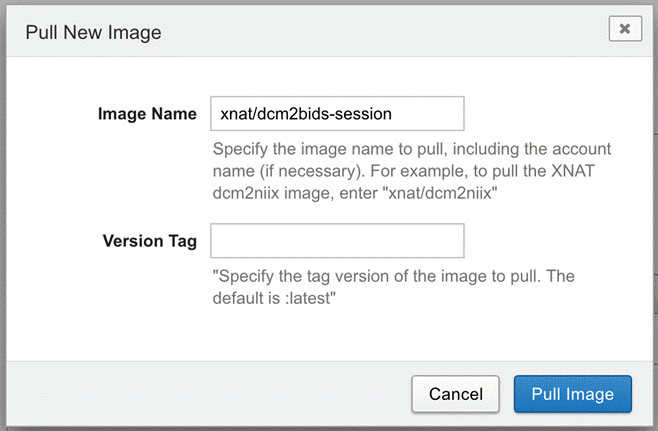 Pull New Image
Image Name
xnat/dcm2bids-session
Specify the image name to pull, including the account
name (if necessary). For example, to pull the XNAT
dcm2niix image, enter "xnat/dcm2niix"
Version Tag
"Specify the tag version of the image to pull. The
default is :latest"
Cancel
Pull Image